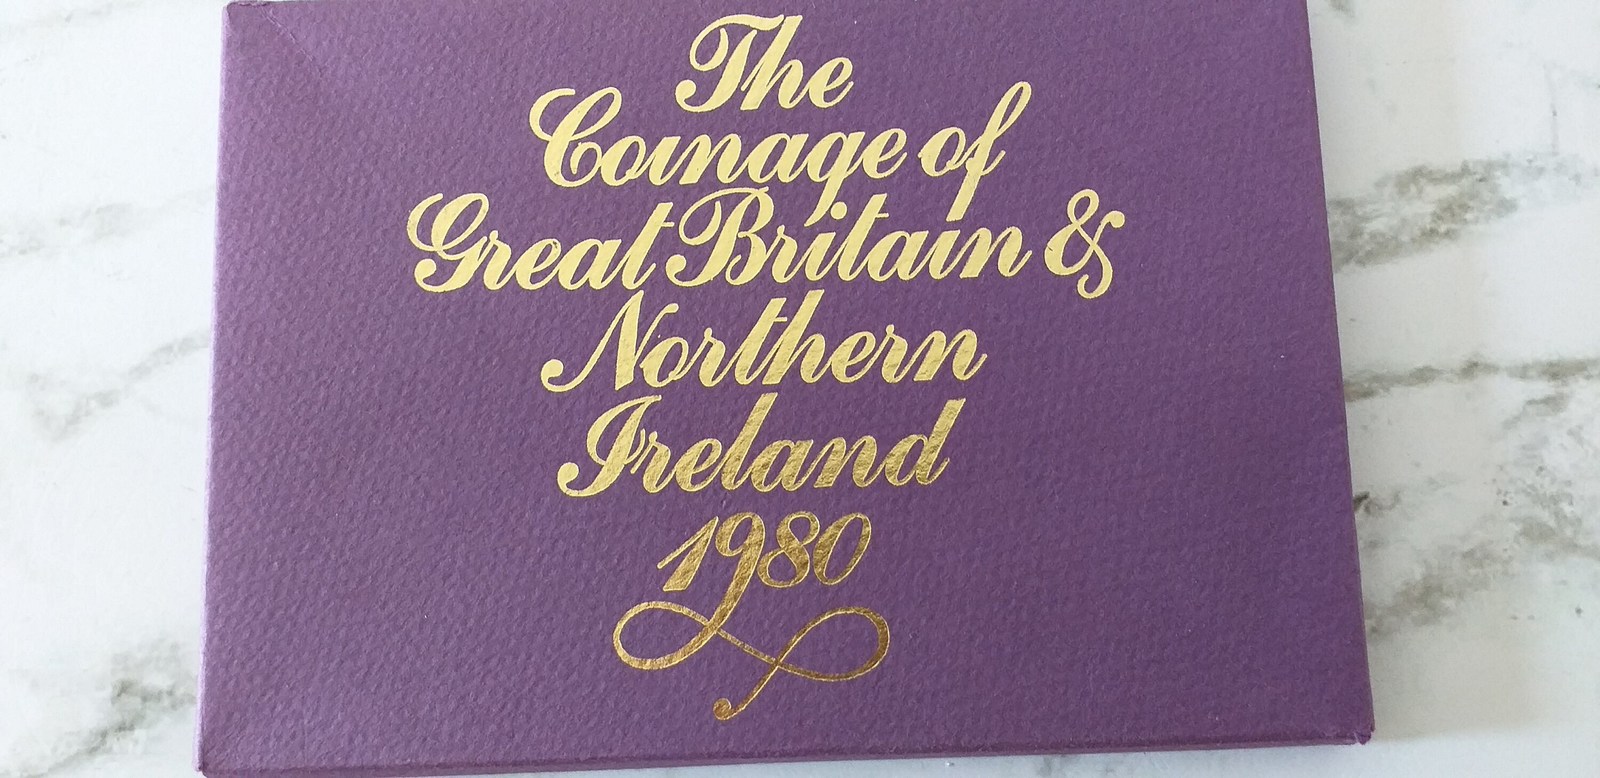 The
Coinage of
Great Britain &
Northern
Ireland
1980